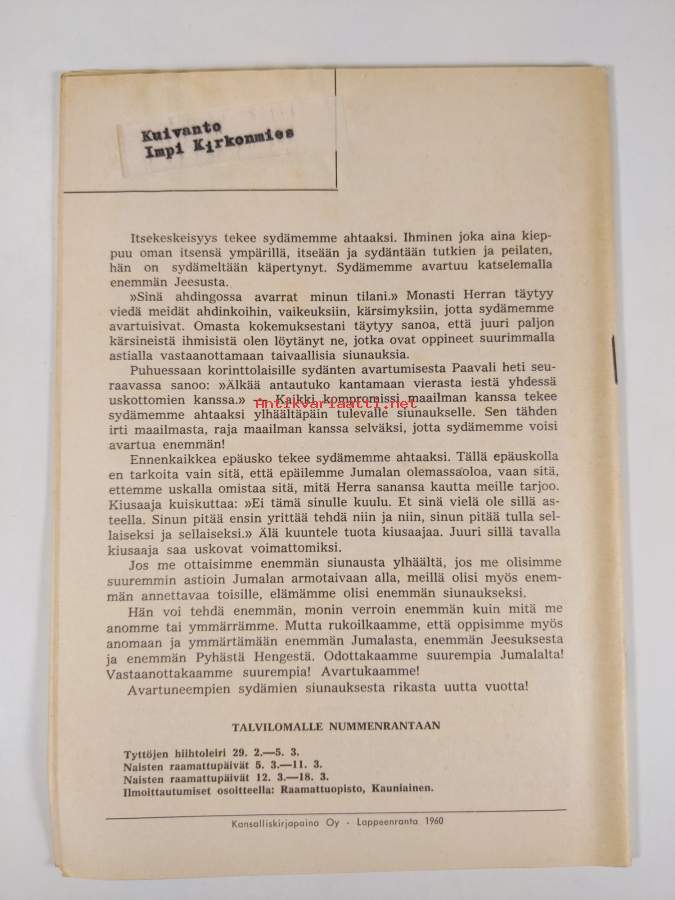 Kuivanto
Impi Kirkonmies
Itsekeskeisyys tekee sydämemme ahtaaksi. Ihminen joka aina kiep-
puu oman itsensä ympärillä, itseään ja sydäntään tutkien ja peilaten,
hän on sydämeltään käpertynyt. Sydämemme avartuu katselemalla
enemmän Jeesusta.
»Sinä ahdingossa avarrat minun tilani.» Monasti Herran täytyy
viedä meidät ahdinkoihin, vaikeuksiin, kärsimyksiin, jotta sydämemme
avartuisivat. Omasta kokemuksestani täytyy sanoa, että juuri paljon
kärsineistä ihmisistä olen löytänyt ne, jotka ovat oppineet suurimmalla
astialla vastaanottamaan taivaallisia siunauksia.
Puhuessaan korinttolaisille sydänten avartumisesta Paavali heti seu-
raavassa sanoo: »Älkää antautuko kantamaan vierasta iestä yhdessä
uskottomien kanssa.» — Kaikki kompromissi maailman kanssa tekee
Antikvariaatti.net
sydämemme ahtaaksi ylhäältäpäin tulevalle siunaukselle. Sen tähden
irti maailmasta, raja maailman kanssa selväksi, jotta sydämemme voisi
avartua enemmän!
Ennenkaikkea epäusko tekee sydämemme ahtaaksi. Tällä epäuskolla
en tarkoita vain sitä, että epäilemme Jumalan olemassaoloa, vaan sitä,
ettemme uskalla omistaa sitä, mitä Herra sanansa kautta meille tarjoo.
Kiusaaja kuiskuttaa: »Ei tämä sinulle kuulu. Et sinä vielä ole sillä as-
teella. Sinun pitää ensin yrittää tehdä niin ja niin, sinun pitää tulla sel-
laiseksi ja sellaiseksi.» Älä kuuntele tuota kiusaajaa. Juuri sillä tavalla
kiusaaja saa uskovat voimattomiksi.
Jos me ottaisimme enemmän siunausta ylhäältä, jos me olisimme
suuremmin astioin Jumalan armotaivaan alla, meillä olisi myös enem-
män annettavaa toisille, elämämme olisi enemmän siunaukseksi.
Hän voi tehdä enemmän, monin verroin enemmän kuin mitä me
anomme tai ymmärrämme. Mutta rukoilkaamme, että oppisimme myös
anomaan ja ymmärtämään enemmän Jumalasta, enemmän Jeesuksesta
ja enemmän Pyhästä Hengestä. Odottakaamme suurempia Jumalalta!
Vastaanottakaamme suurempia! Avartukaamme!
Avartuneempien sydämien siunauksesta rikasta uutta vuotta!
TALVILOMALLE NUMMENRANTAAN
Tyttöjen hiihtoleiri 29. 2.—5. 3.
Naisten raamattupäivät 5. 3.—11. 3.
Naisten raamattupäivät 12. 3.—18. 3.
Ilmoittautumiset osoitteella: Raamattuopisto, Kauniainen.
Kansalliskirjapaino Oy - Lappeenranta 1960